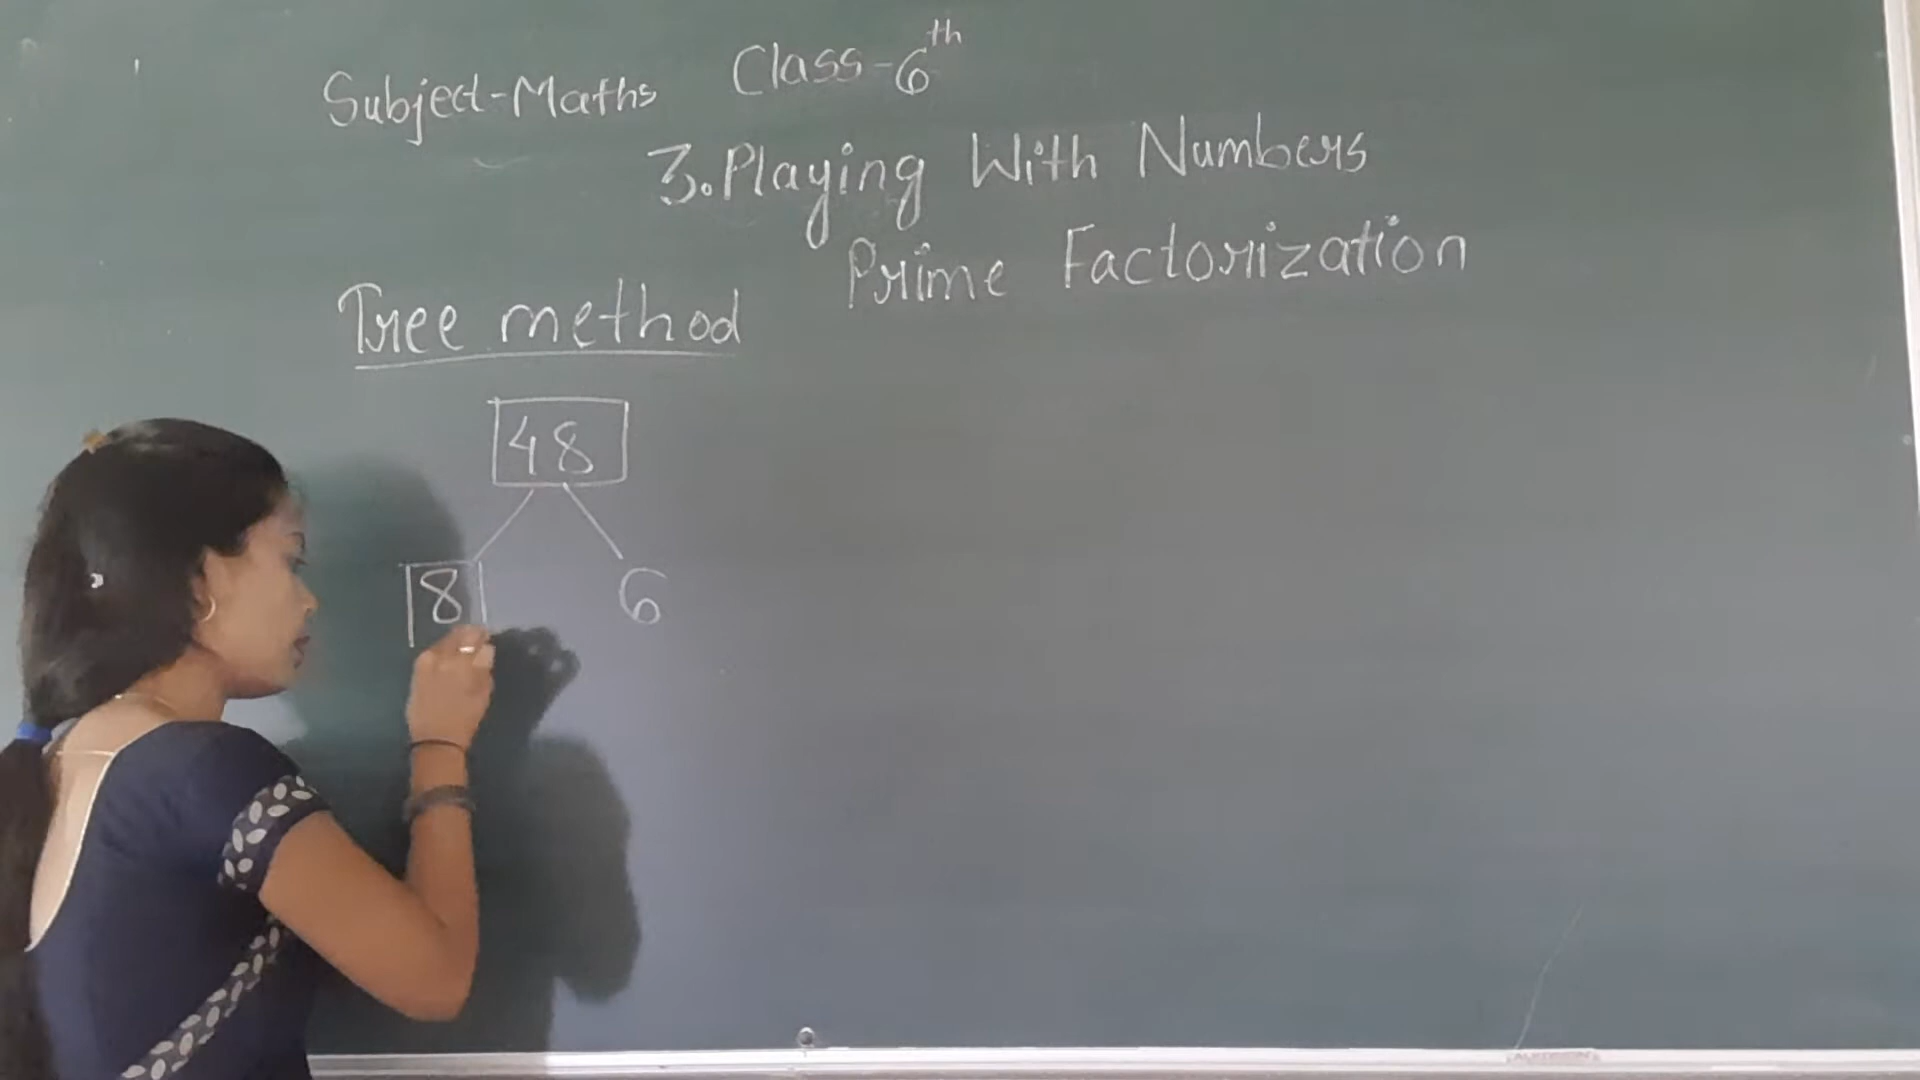 Subject-Maths Class-6th
3. Playing With Numbers
Prime Factorization
Tree method
48
8 6